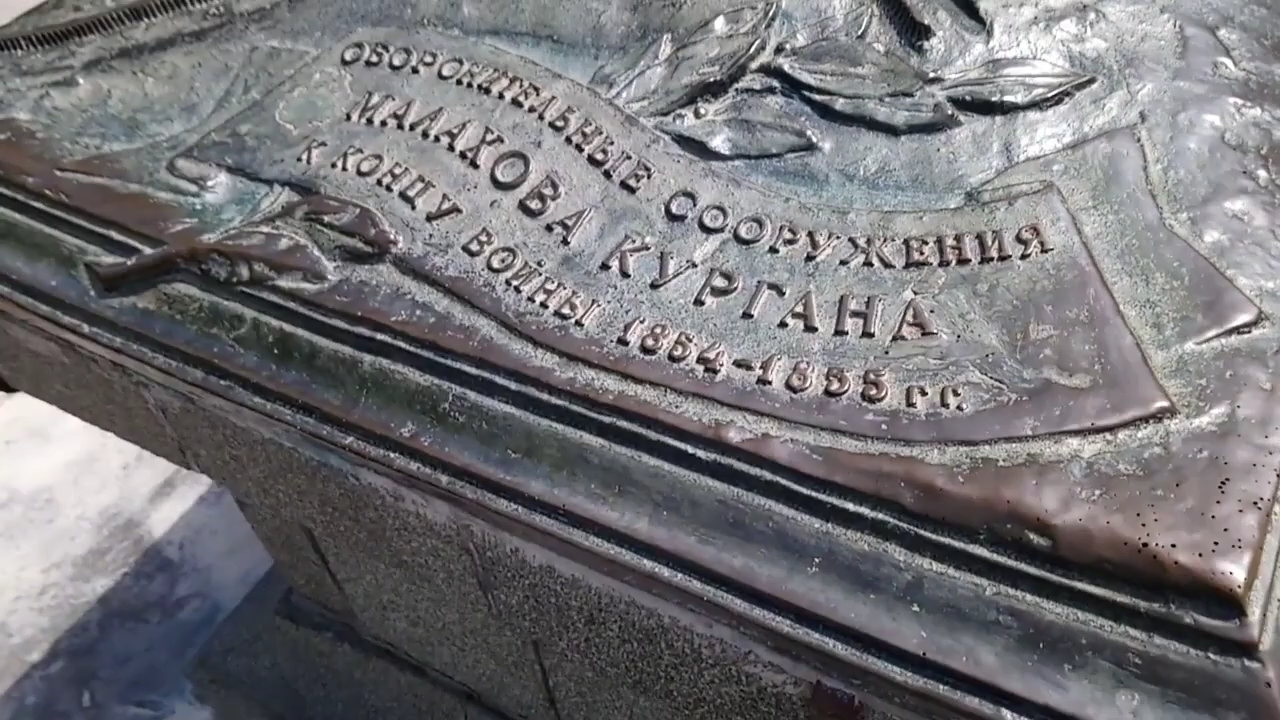 ОБОРОНИТЕЛЬНЫЕ СООРУЖЕНИЯ
МАЛАХОВА КУРГАНА
К КОНЦУ ВОЙНЫ 1854-1855 гг.